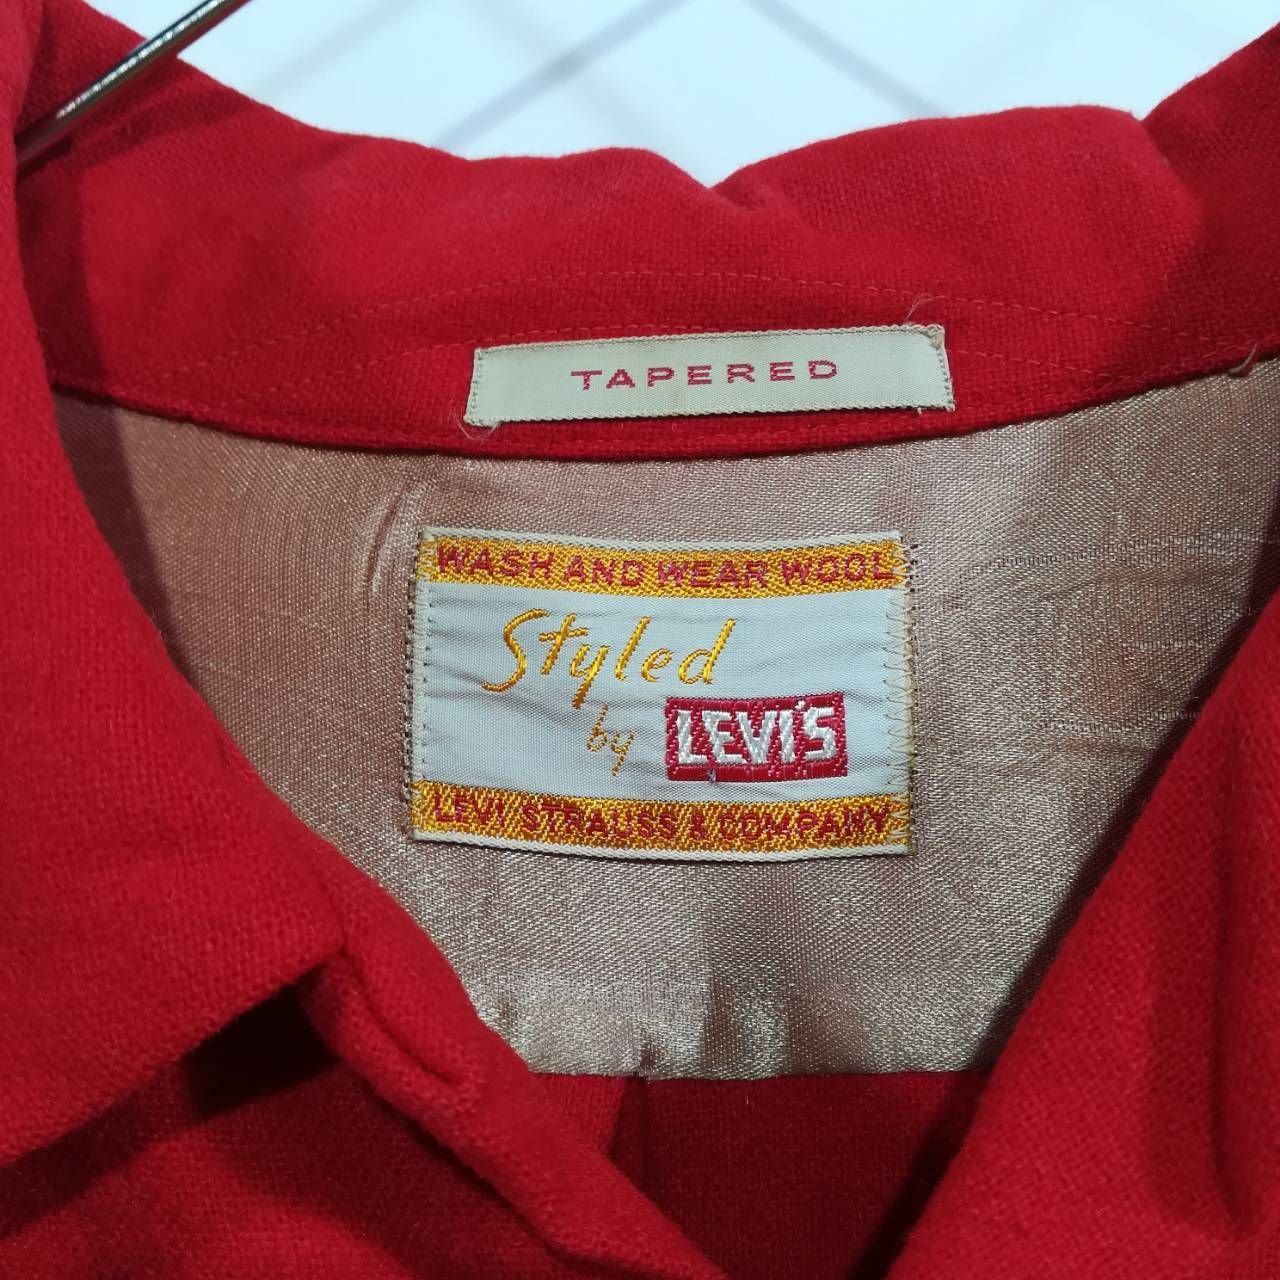 TAPERED
WASH AND WEAR WOOL
Styled
by LEVI'S
LEVI STRAUSS & COMPANY